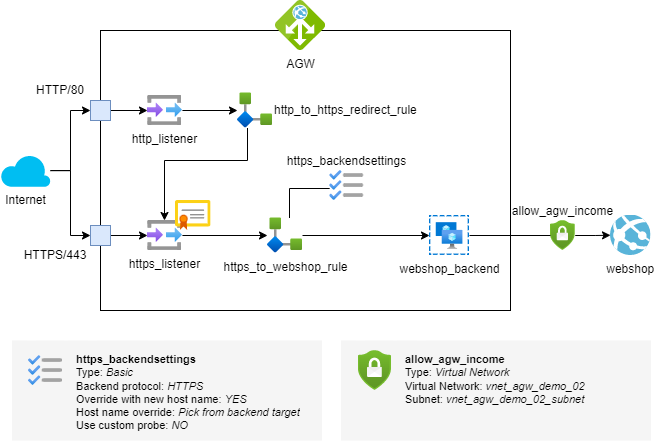 AGW
HTTP/80
http_listener
http_to_https_redirect_rule
https_backendsettings
Internet
HTTPS/443
https_listener
https_to_webshop_rule
webshop_backend
allow_agw_income
webshop
https_backendsettings
Type: Basic
Backend protocol: HTTPS
Override with new host name: YES
Host name override: Pick from backend target
Use custom probe: NO
allow_agw_income
Type: Virtual Network
Virtual Network: vnet_agw_demo_02
Subnet: vnet_agw_demo_02_subnet